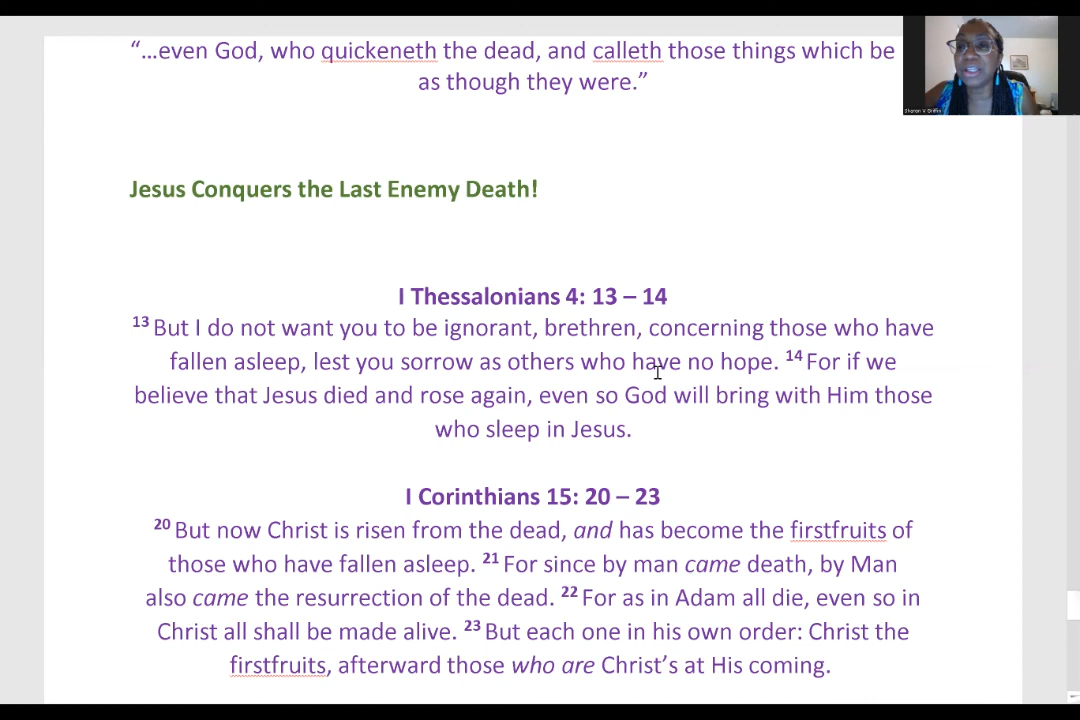 “…even God, who quickeneth the dead, and calleth those things which be
as though they were.”
Sharon V Griffin
Jesus Conquers the Last Enemy Death!
I Thessalonians 4: 13 – 14
13 But I do not want you to be ignorant, brethren, concerning those who have
fallen asleep, lest you sorrow as others who have no hope. 14 For if we
believe that Jesus died and rose again, even so God will bring with Him those
who sleep in Jesus.
I Corinthians 15: 20 – 23
20 But now Christ is risen from the dead, and has become the firstfruits of
those who have fallen asleep. 21 For since by man came death, by Man
also came the resurrection of the dead. 22 For as in Adam all die, even so in
Christ all shall be made alive. 23 But each one in his own order: Christ the
firstfruits, afterward those who are Christ’s at His coming.